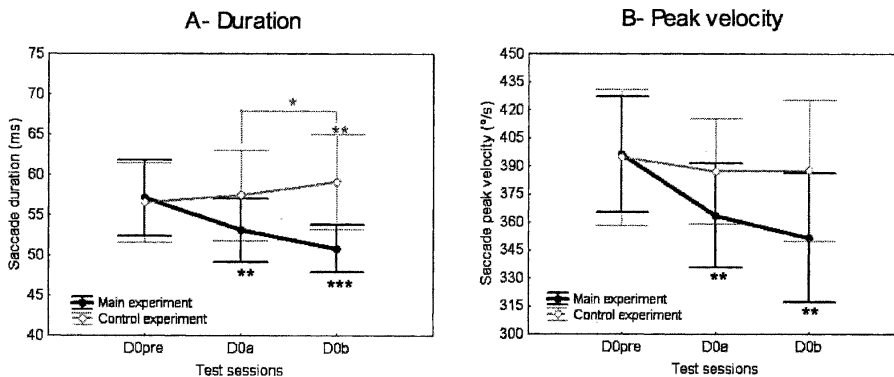 A- Duration
75
70
65
60
55
50
45
40
Saccade duration (ms)
*
**
**
***
Main experiment
Control experiment
D0pre
D0a
D0b
Test sessions
B- Peak velocity
450
435
420
405
390
375
360
345
330
315
300
Saccade peak velocity (°/s)
**
**
Main experiment
Control experiment
D0pre
D0a
D0b
Test sessions